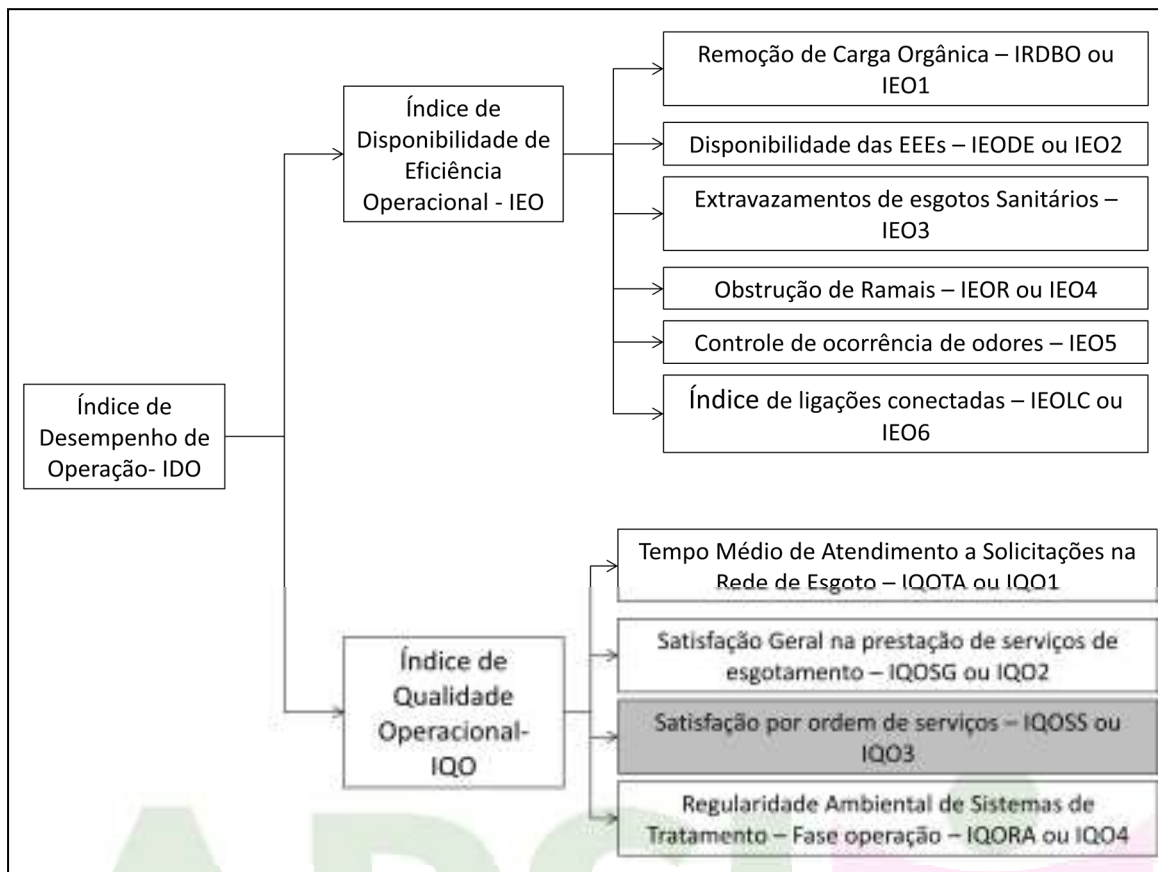 Remoção de Carga Orgânica – IRDBO ou
IEO1
Índice de
Disponibilidade de
Eficiência
Operacional - IEO
Disponibilidade das EEEs – IEODE ou IEO2
Extravazamentos de esgotos Sanitários –
IEO3
Obstrução de Ramais – IEOR ou IEO4
Controle de ocorrência de odores – IEO5
Índice de ligações conectadas – IEOLC ou
IEO6
Índice de
Desempenho de
Operação- IDO
Tempo Médio de Atendimento a Solicitações na
Rede de Esgoto – IQOTA ou IQO1
Índice de
Qualidade
Operacional-
IQO
Satisfação Geral na prestação de serviços de
esgotamento – IQOSG ou IQO2
Satisfação por ordem de serviços – IQOSS ou
IQO3
Regularidade Ambiental de Sistemas de
Tratamento – Fase operação – IQORA ou IQO4